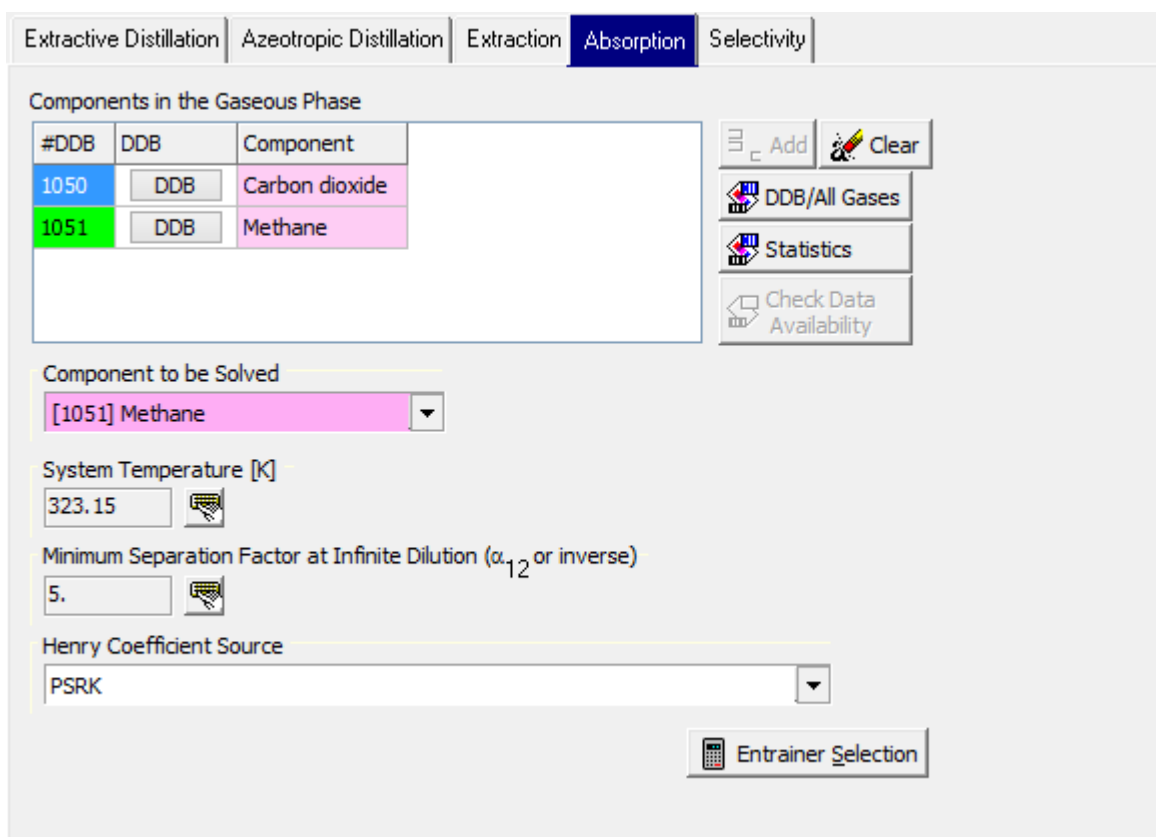 Extractive Distillation Azeotropic Distillation Extraction Absorption Selectivity
Components in the Gaseous Phase
#DDB DDB Component
1050 DDB Carbon dioxide
1051 DDB Methane
Add Clear
DDB/All Gases
Statistics
Check Data
Availability
Component to be Solved
[1051] Methane
System Temperature [K]
323.15
Minimum Separation Factor at Infinite Dilution (α12 or inverse)
5.
Henry Coefficient Source
PSRK
Entrainer Selection